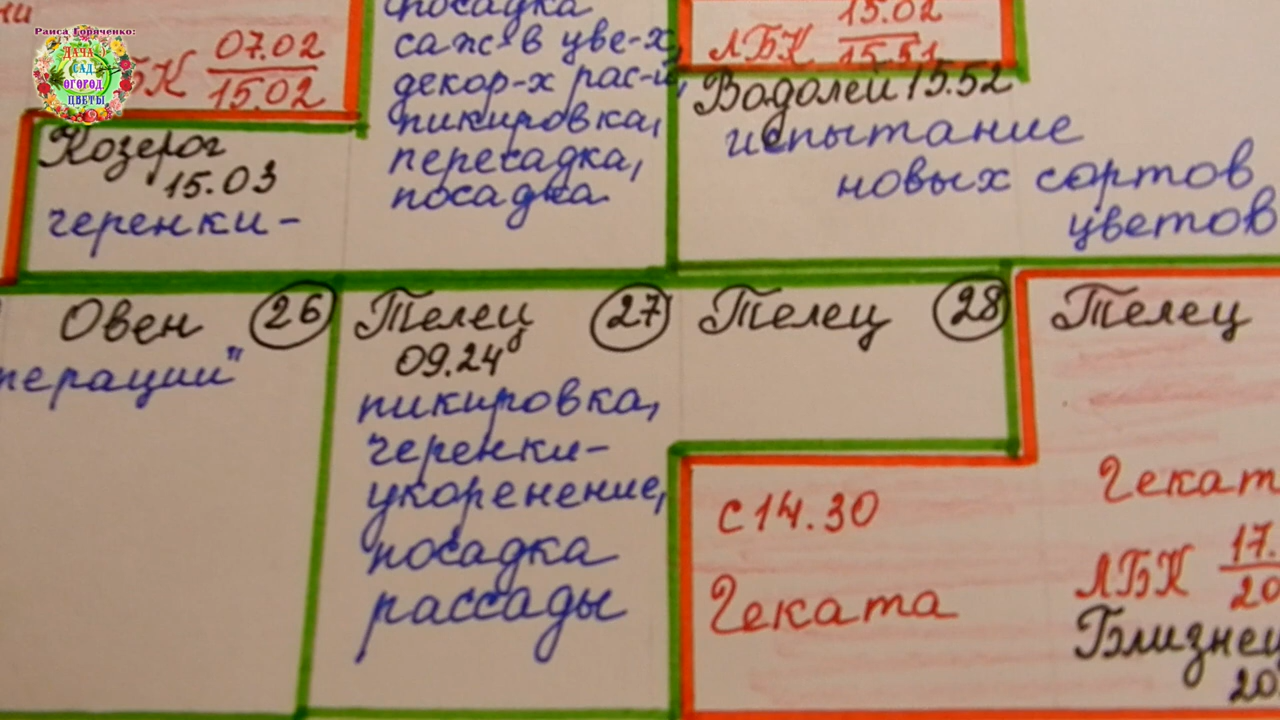 Раиса Горяченко:
ДАЧА
САД
ОГОРОД
ЦВЕТЫ
БК 07.02
15.02
Козерог
15.03
черенки-
посадка
саж-в цве-х,
декор-х рас-й,
пикировка,
пересадка,
посадка
15.02
ЛБК 15.51
Водолей 15.52
испытание
новых сортов
цветов
Овен 26
перации"
Телец 27
09.24
пикировка,
черенки-
укоренение,
посадка
рассады
Телец 28
с 14.30
Геката
Телец
Гекат
ЛБК 17.
20
Близнец
20